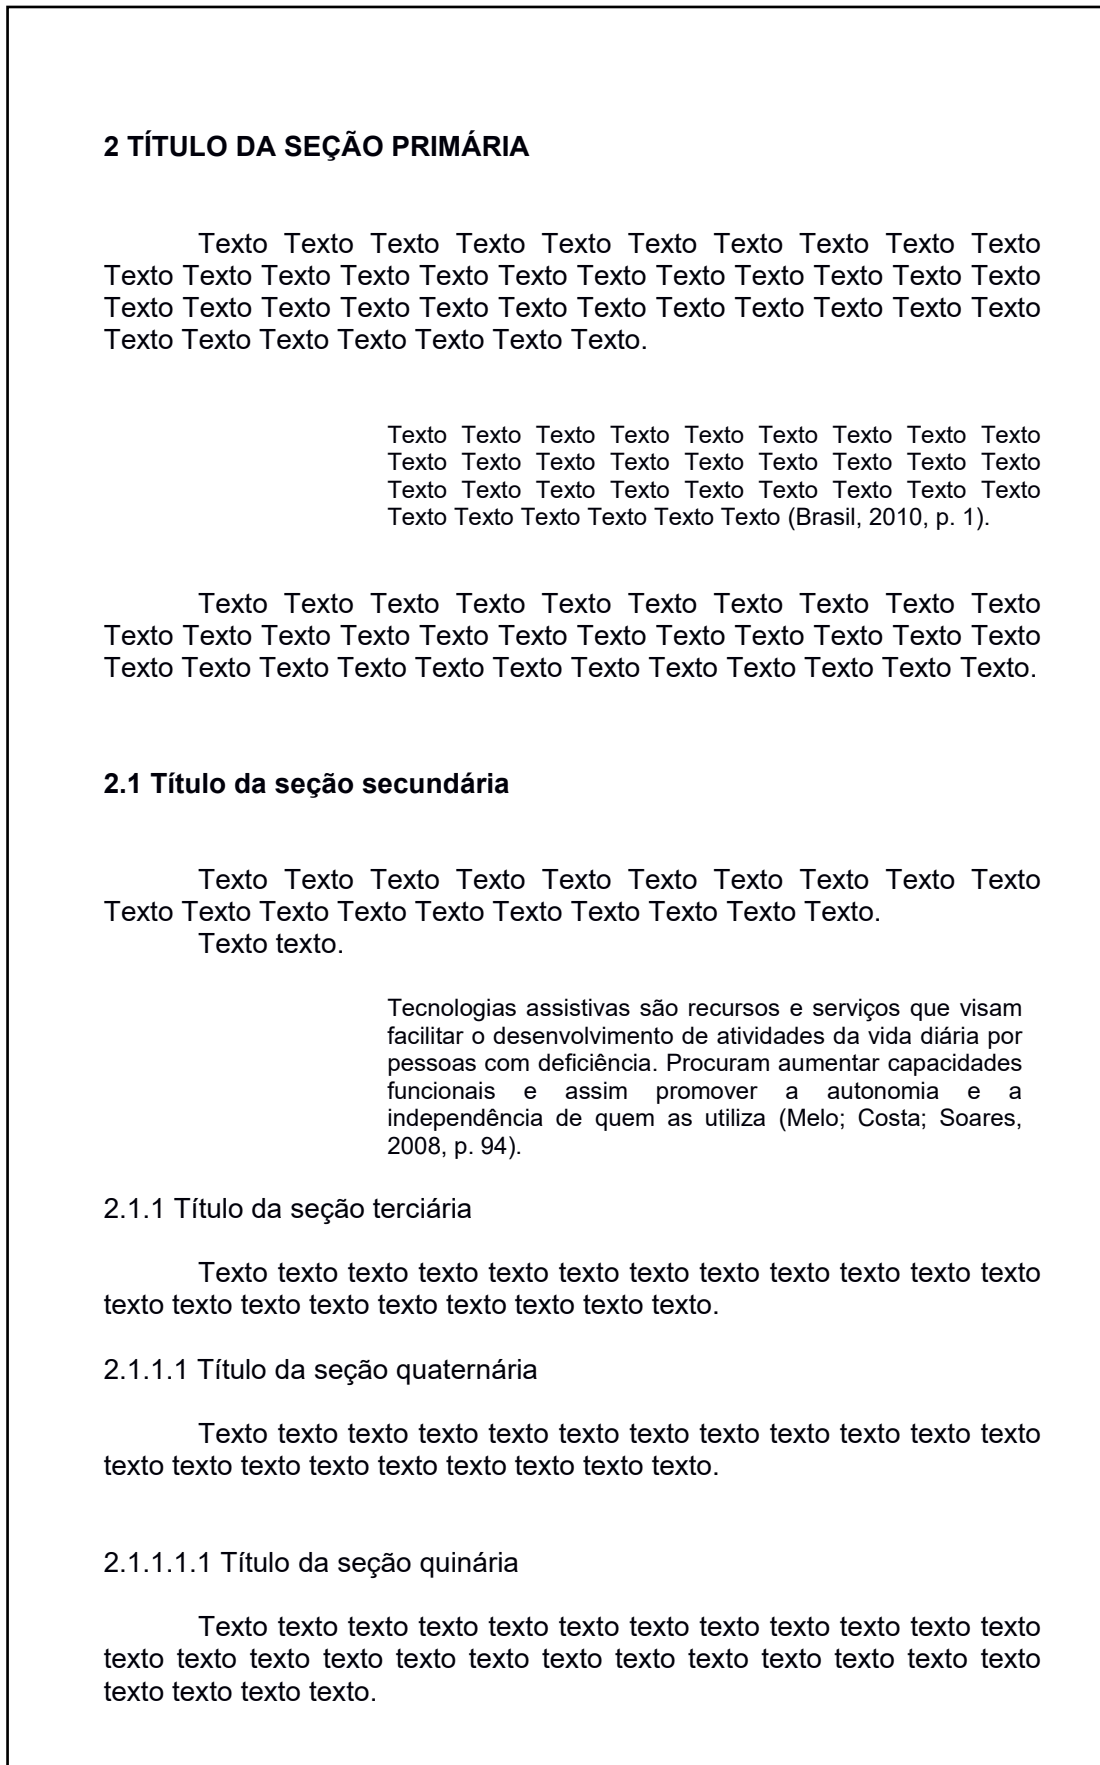 2 TÍTULO DA SEÇÃO PRIMÁRIA
Texto Texto Texto Texto Texto Texto Texto Texto Texto Texto
Texto Texto Texto Texto Texto Texto Texto Texto Texto Texto Texto Texto
Texto Texto Texto Texto Texto Texto Texto Texto Texto Texto Texto Texto
Texto Texto Texto Texto Texto Texto Texto.
Texto Texto Texto Texto Texto Texto Texto Texto Texto
Texto Texto Texto Texto Texto Texto Texto Texto Texto
Texto Texto Texto Texto Texto Texto Texto Texto Texto
Texto Texto Texto Texto Texto Texto (Brasil, 2010, p. 1).
Texto Texto Texto Texto Texto Texto Texto Texto Texto Texto
Texto Texto Texto Texto Texto Texto Texto Texto Texto Texto Texto Texto
Texto Texto Texto Texto Texto Texto Texto Texto Texto Texto Texto Texto.
2.1 Título da seção secundária
Texto Texto Texto Texto Texto Texto Texto Texto Texto Texto
Texto Texto Texto Texto Texto Texto Texto Texto Texto Texto.
Texto texto.
Tecnologias assistivas são recursos e serviços que visam
facilitar o desenvolvimento de atividades da vida diária por
pessoas com deficiência. Procuram aumentar capacidades
funcionais e assim promover a autonomia e a
independência de quem as utiliza (Melo; Costa; Soares,
2008, p. 94).
2.1.1 Título da seção terciária
Texto texto texto texto texto texto texto texto texto texto texto texto
texto texto texto texto texto texto texto texto texto.
2.1.1.1 Título da seção quaternária
Texto texto texto texto texto texto texto texto texto texto texto texto
texto texto texto texto texto texto texto texto texto.
2.1.1.1.1 Título da seção quinária
Texto texto texto texto texto texto texto texto texto texto texto texto
texto texto texto texto texto texto texto texto texto texto texto texto texto
texto texto texto texto.